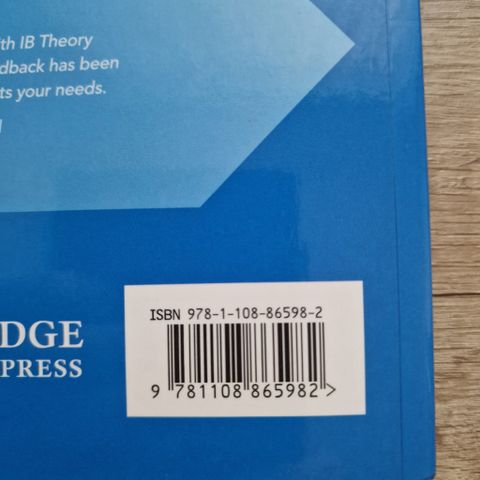 ith IB Theory
dback has been
ts your needs.
DGE
PRESS
ISBN 978-1-108-86598-2
9 781108 865982 >